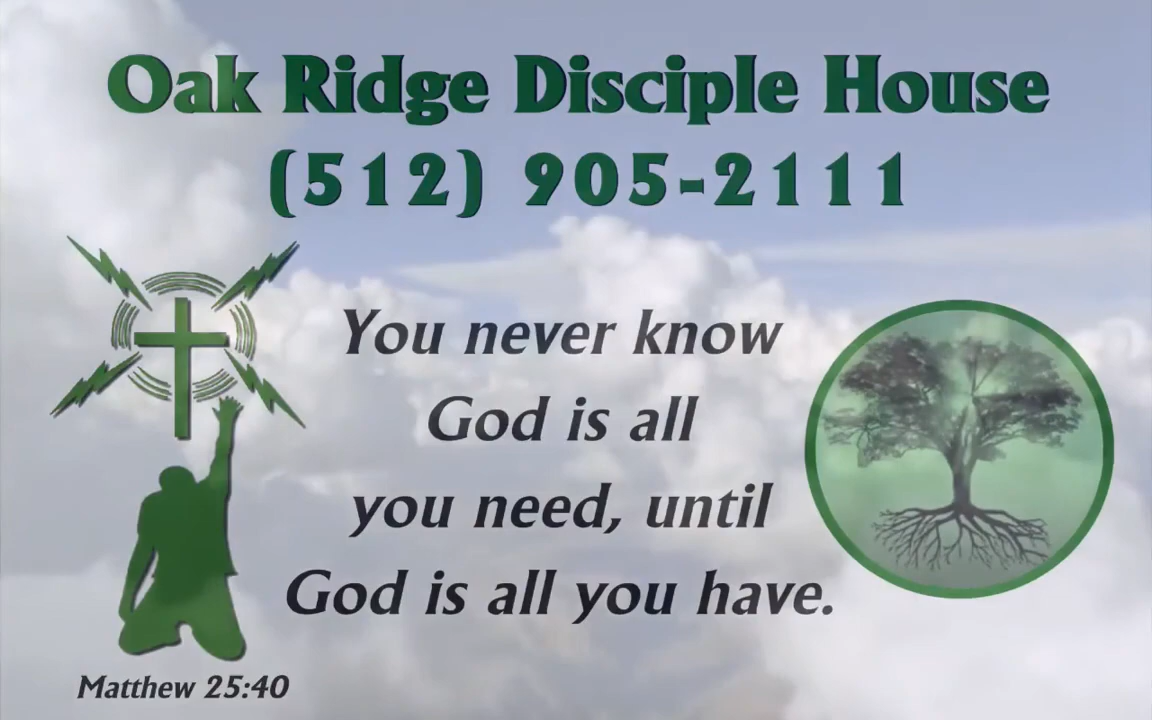 Oak Ridge Disciple House
(512) 905-2111
You never know
God is all
you need, until
God is all you have.
Matthew 25:40